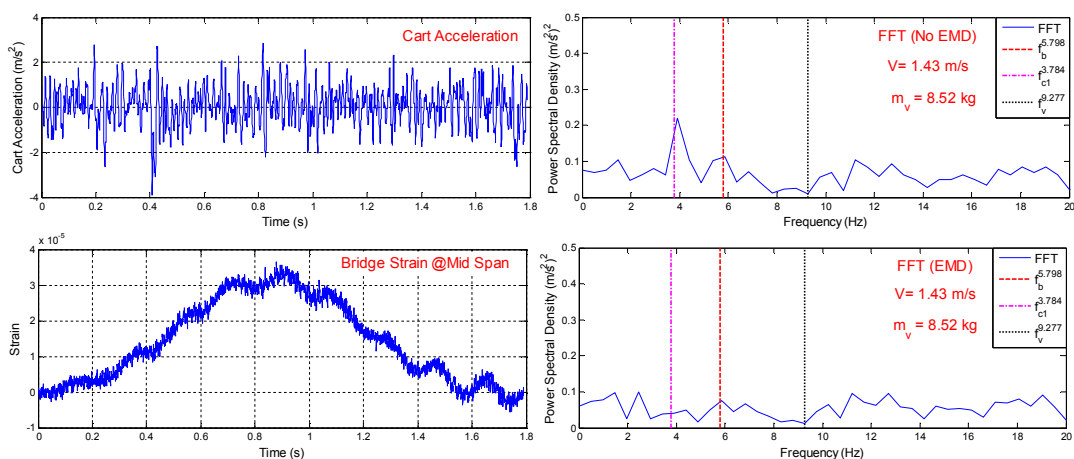 Cart Acceleration
Cart Acceleration (m/s²)
4
2
0
-2
-4
0 0.2 0.4 0.6 0.8 1 1.2 1.4 1.6 1.8
Time (s)
FFT (No EMD)
V= 1.43 m/s
m_v = 8.52 kg
FFT
f_b^5.798
f_c1^3.784
f_v^9.277
Power Spectral Density (m/s²)²
0.5
0.4
0.3
0.2
0.1
0
0 2 4 6 8 10 12 14 16 18 20
Frequency (Hz)
x 10⁻⁵
Bridge Strain @Mid Span
Strain
4
3
2
1
0
-1
0 0.2 0.4 0.6 0.8 1 1.2 1.4 1.6 1.8
Time (s)
FFT (EMD)
V= 1.43 m/s
m_v = 8.52 kg
FFT
f_b^5.798
f_c1^3.784
f_v^9.277
Power Spectral Density (m/s²)²
0.5
0.4
0.3
0.2
0.1
0
0 2 4 6 8 10 12 14 16 18 20
Frequency (Hz)